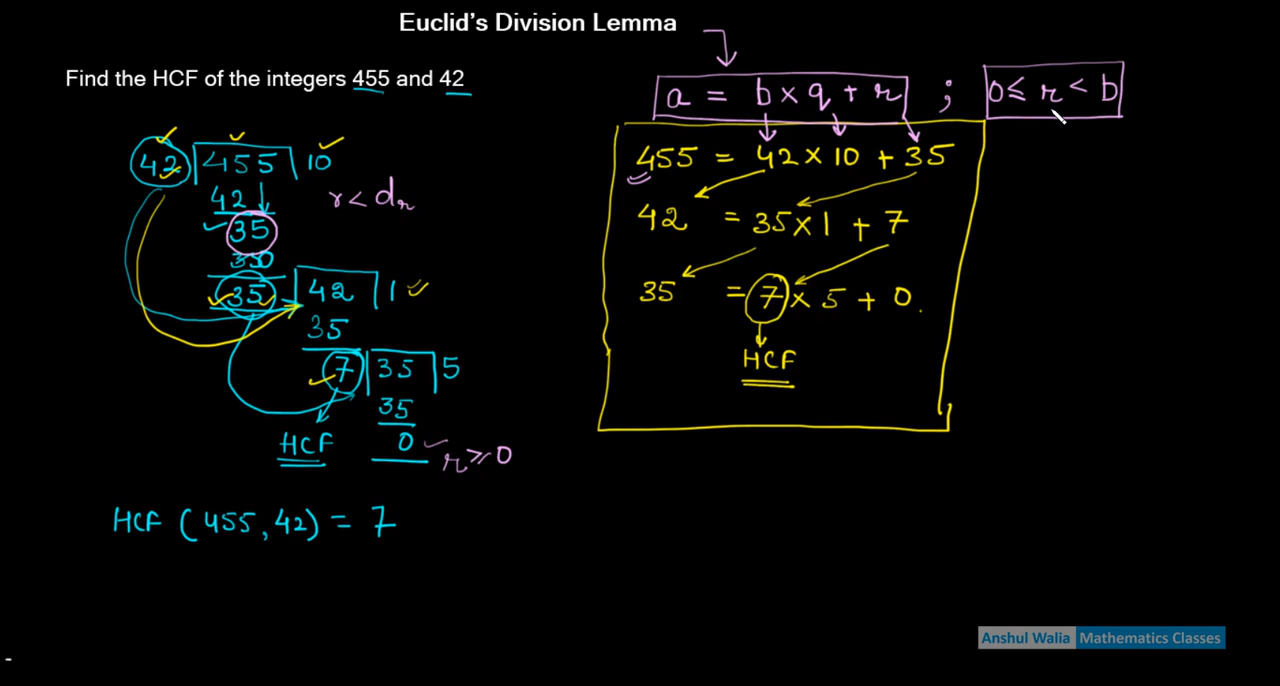 Euclid's Division Lemma
Find the HCF of the integers 455 and 42
a = b × q + r ; 0 ≤ r < b
42 455 10
42
35
350
35 42 1
35
7 35 5
35
0
r < dr
HCF
r ≥ 0
HCF (455, 42) = 7
455 = 42 × 10 + 35
42 = 35 × 1 + 7
35 = 7 × 5 + 0.
HCF
Anshul Walia Mathematics Classes